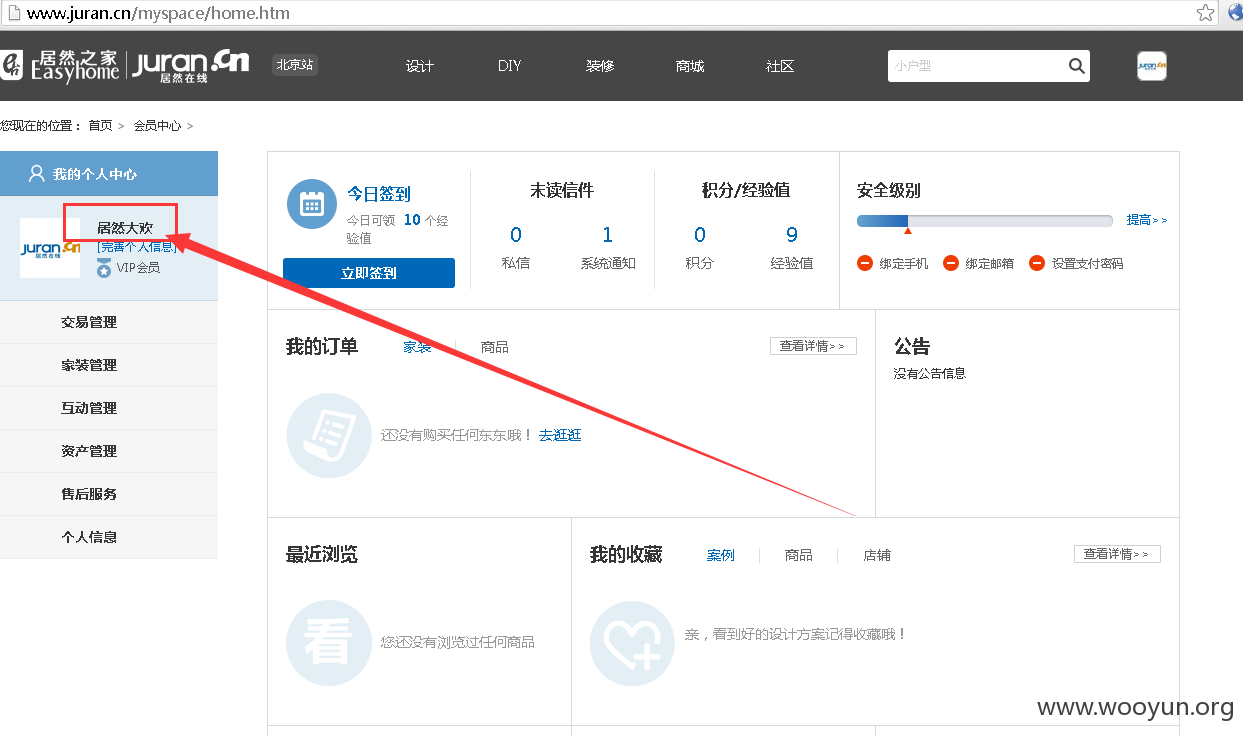 www.juran.cn/myspace/home.htm
居然之家 Easyhome juran.cn 居然在线
北京站 设计 DIY 装修 商城 社区 小户型 juran.cn
您现在的位置： 首页 > 会员中心 >
我的个人中心
居然大欢
[完善个人信息]
VIP会员
juran.cn
居然在线
交易管理
家装管理
互动管理
资产管理
售后服务
个人信息
今日签到
今日可领 10 个经
验值
立即签到
未读信件
0 1
私信 系统通知
积分/经验值
0 9
积分 经验值
安全级别
提高>>
绑定手机 绑定邮箱 设置支付密码
我的订单 家装 商品 查看详情>>
还没有购买任何东东哦！ 去逛逛
公告
没有公告信息
最近浏览
看 您还没有浏览过任何商品
我的收藏 案例 商品 店铺 查看详情>>
亲，看到好的设计方案记得收藏哦！
www.wooyun.org